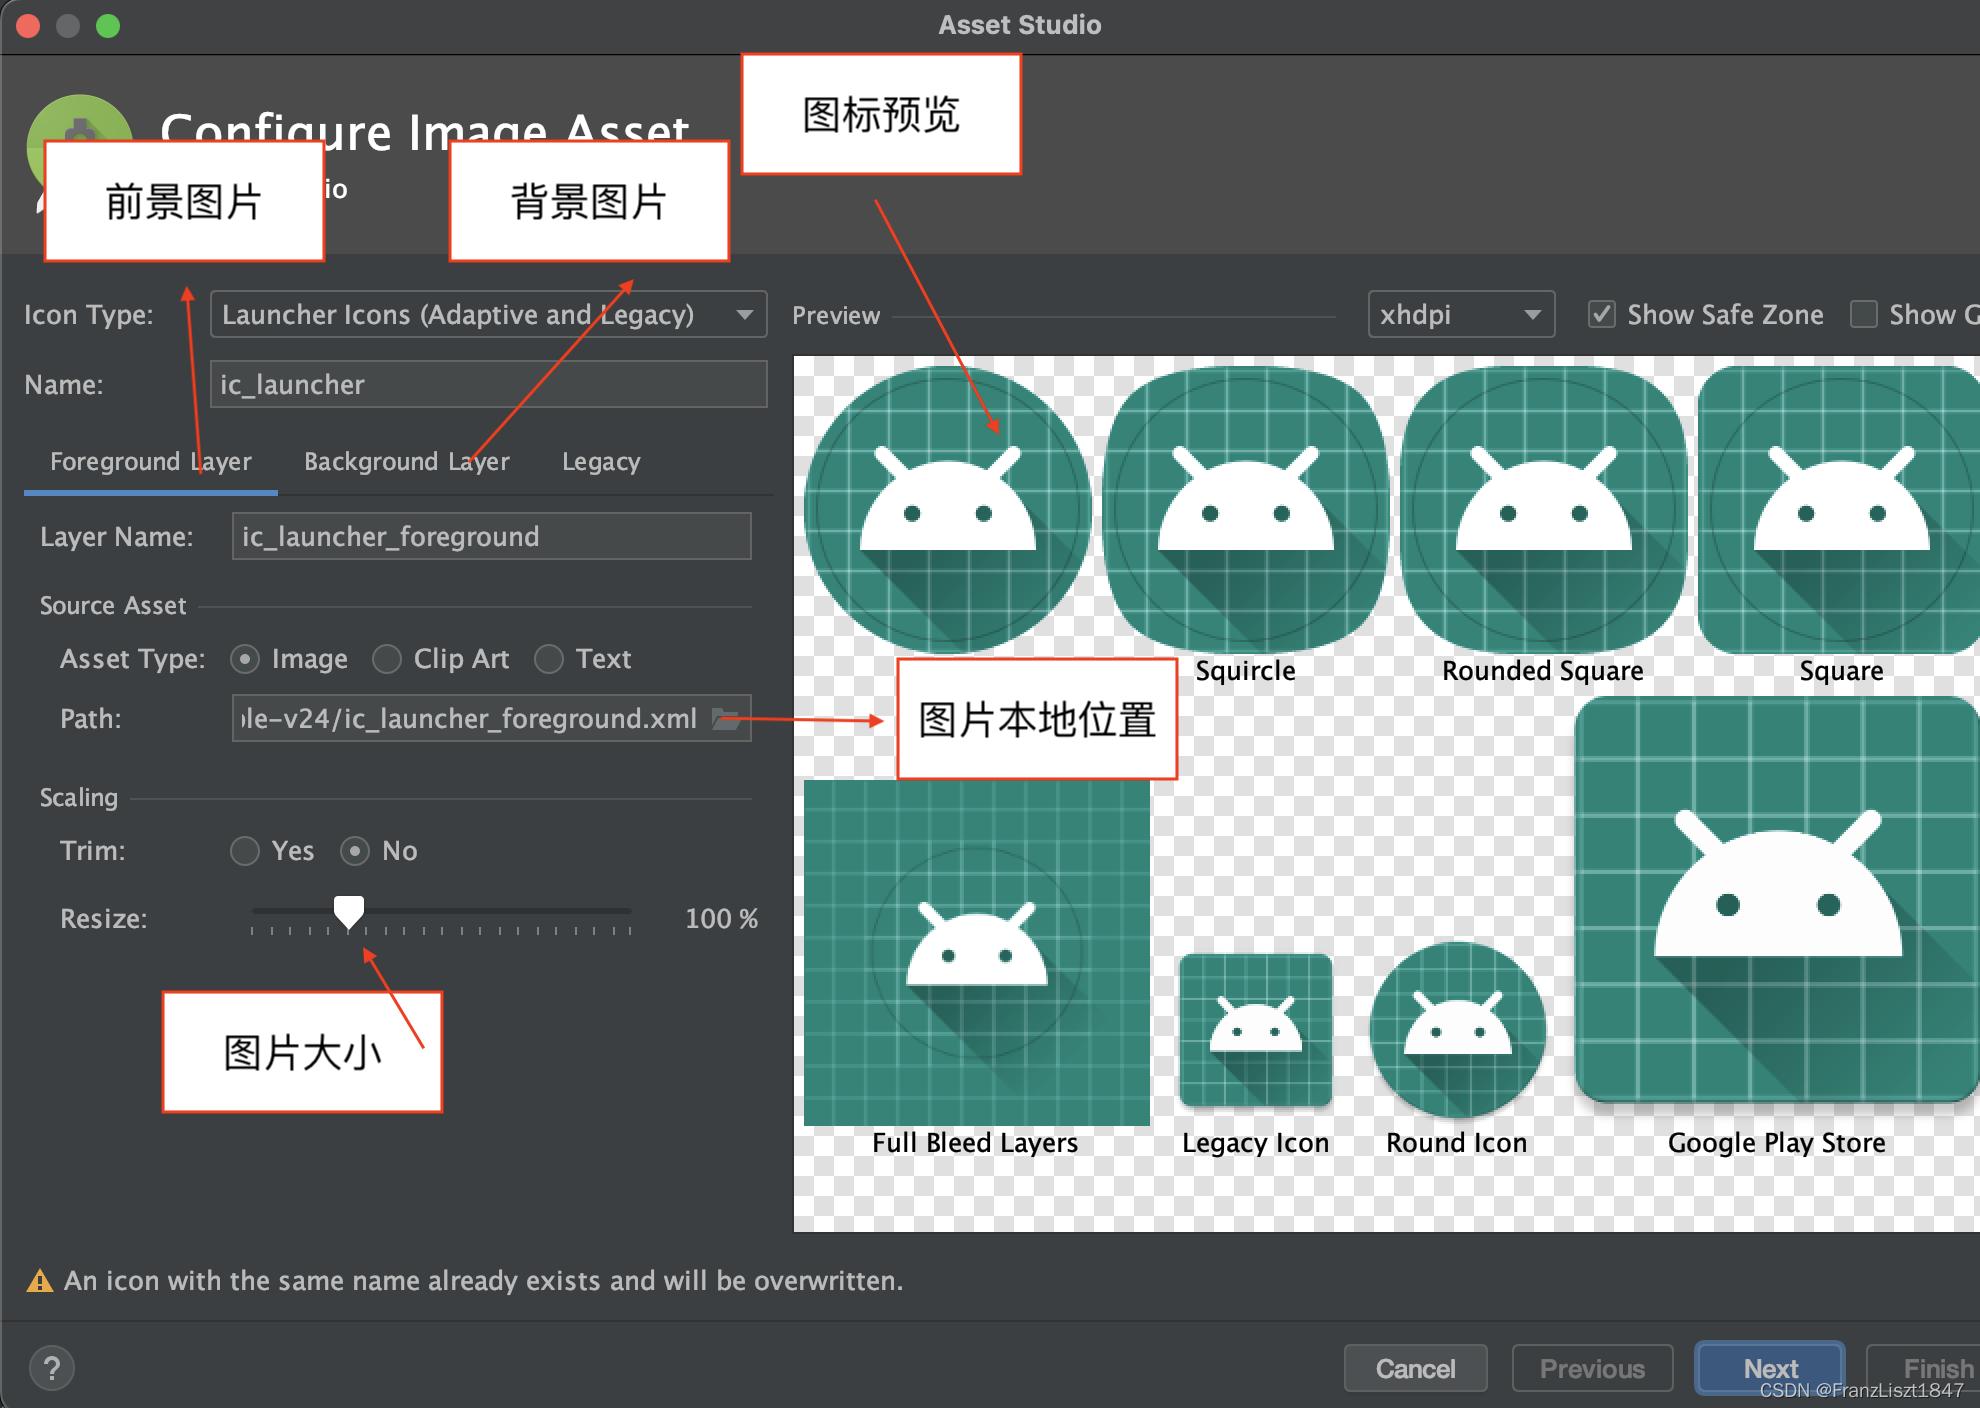 Asset Studio
图标预览
Configure Image Asset
前景图片
io
背景图片
Icon Type:
Launcher Icons (Adaptive and Legacy)
Preview
xhdpi
Show Safe Zone
Show G
Name:
ic_launcher
Foreground Layer
Background Layer
Legacy
Layer Name:
ic_launcher_foreground
Source Asset
Asset Type:
Image
Clip Art
Text
Squircle
Rounded Square
Square
Path:
ple-v24/ic_launcher_foreground.xml
图片本地位置
Scaling
Trim:
Yes
No
Resize:
100 %
图片大小
Full Bleed Layers
Legacy Icon
Round Icon
Google Play Store
An icon with the same name already exists and will be overwritten.
?
Cancel
Previous
Next
Finish
CSDN @FranzLiszt1847